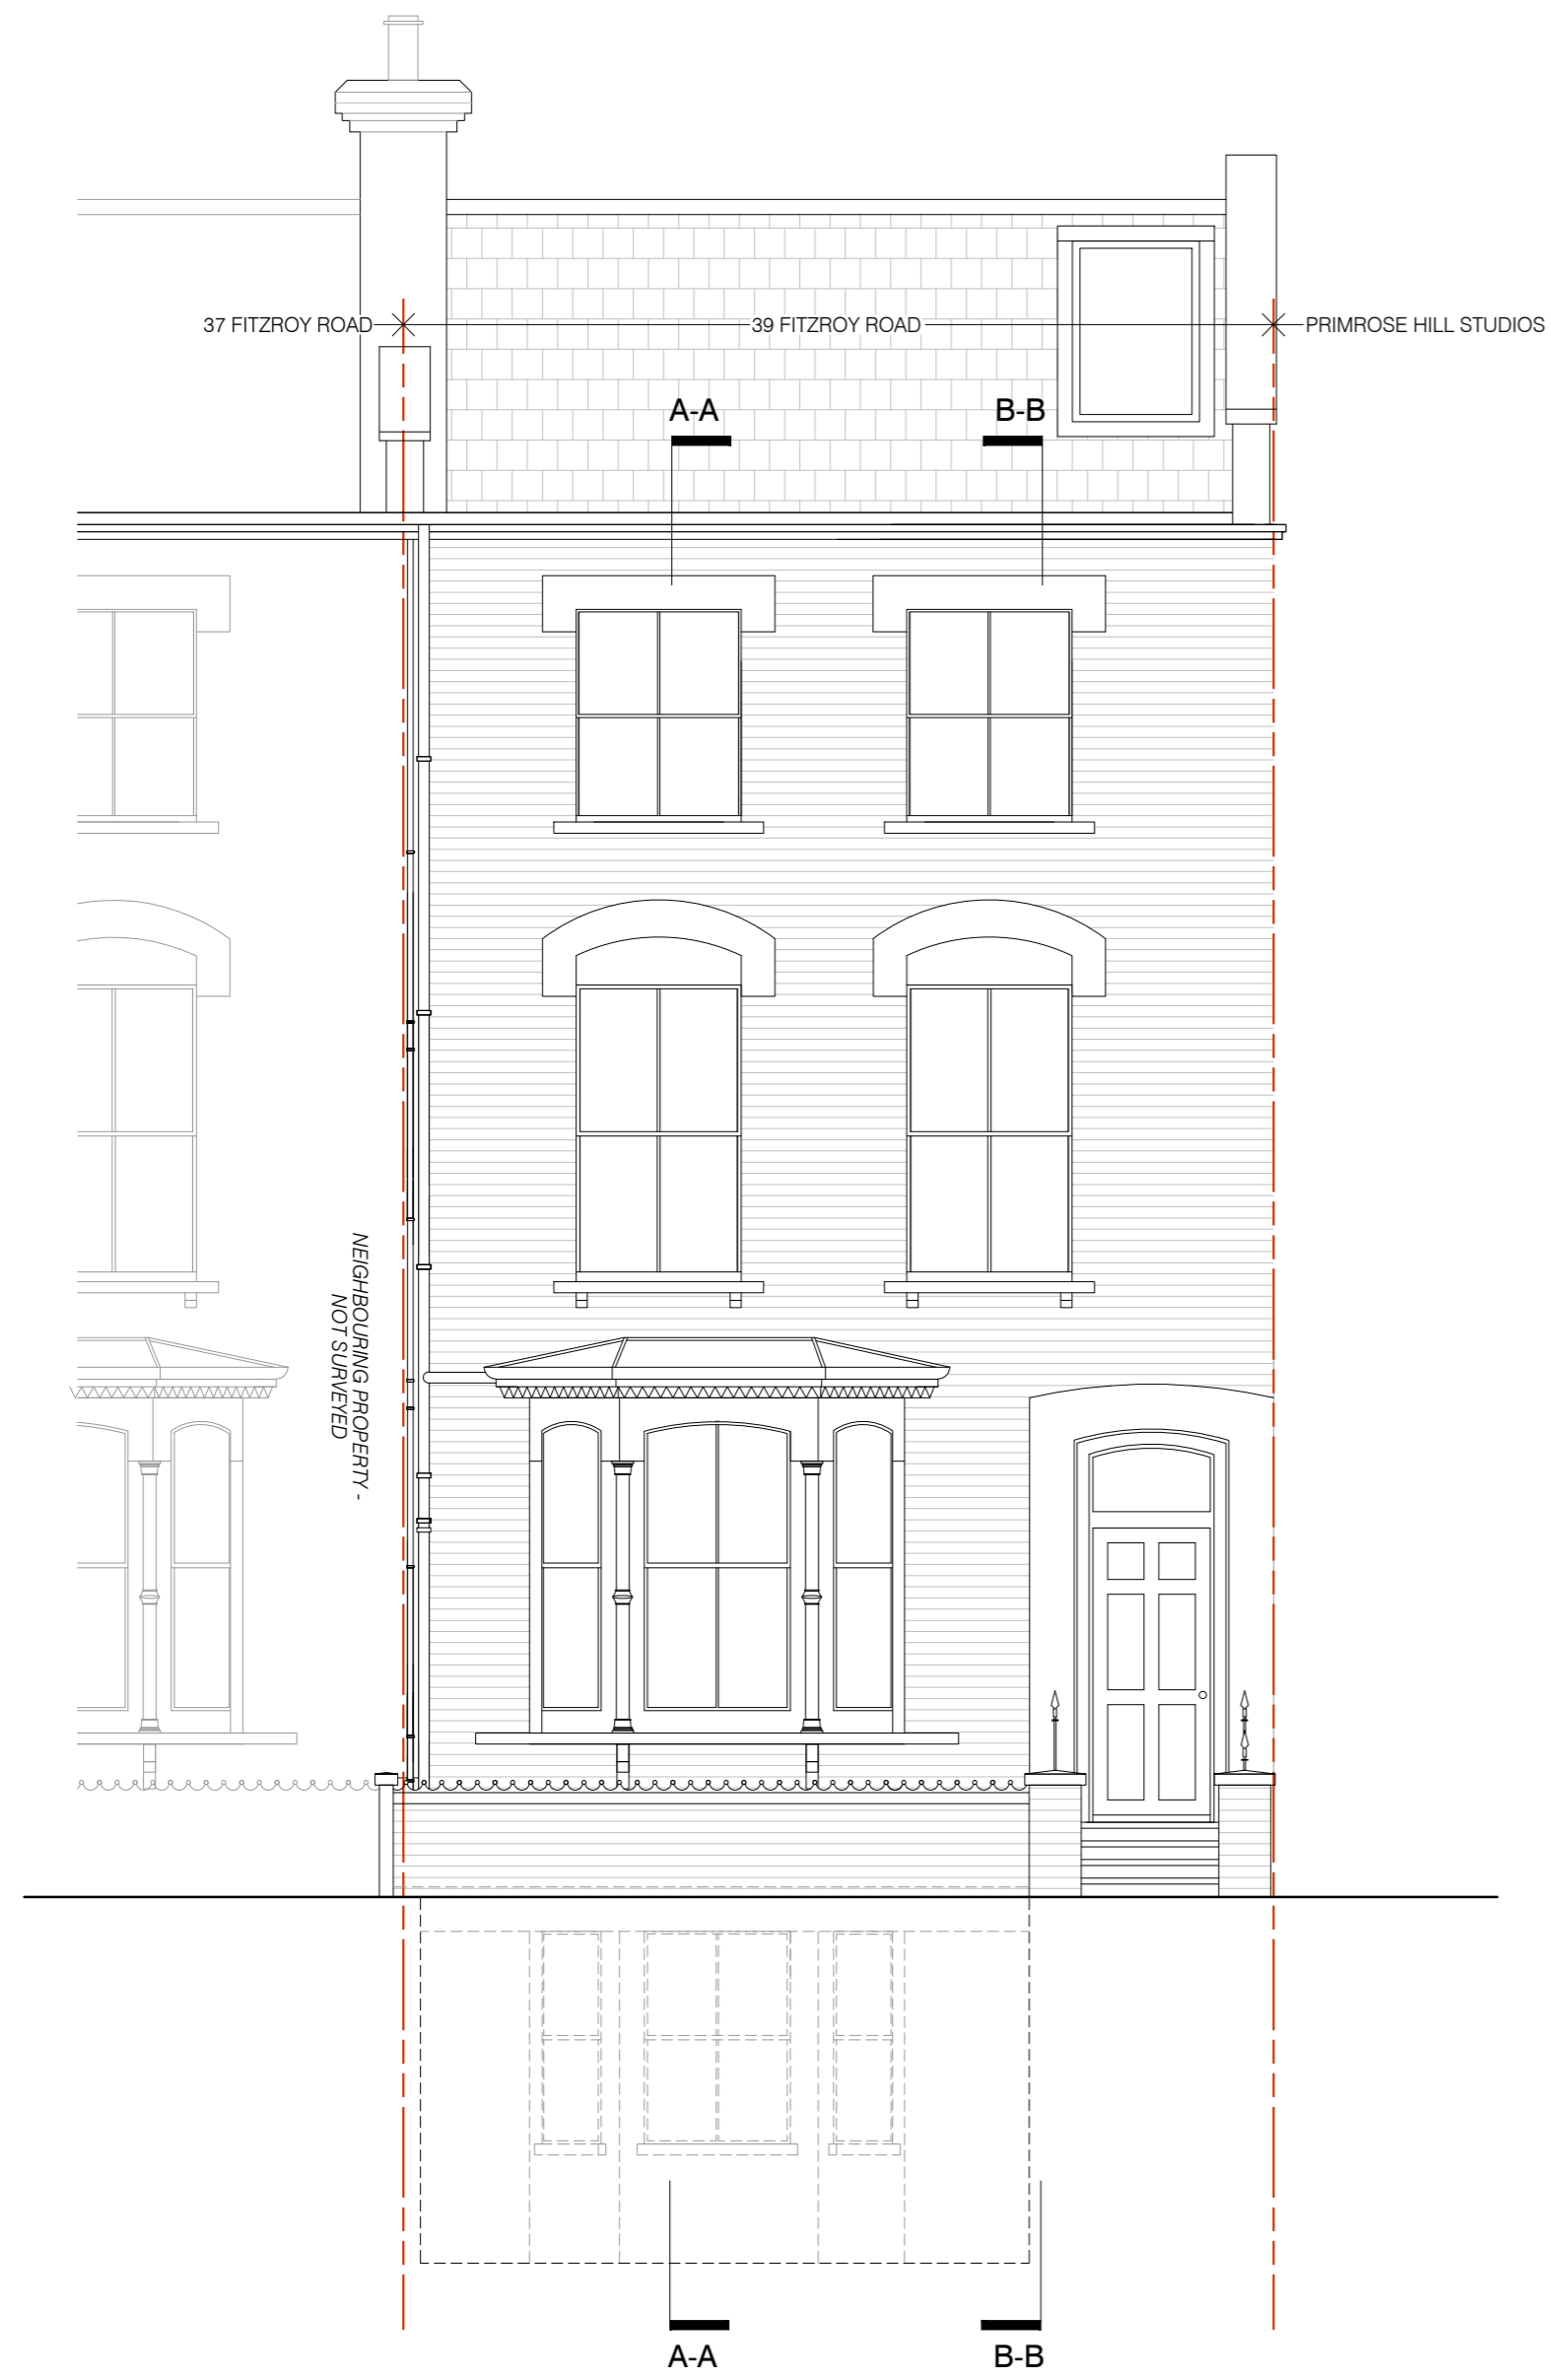 37 FITZROY ROAD
39 FITZROY ROAD
PRIMROSE HILL STUDIOS
A-A
B-B
NEIGHBOURING PROPERTY -
NOT SURVEYED
A-A
B-B